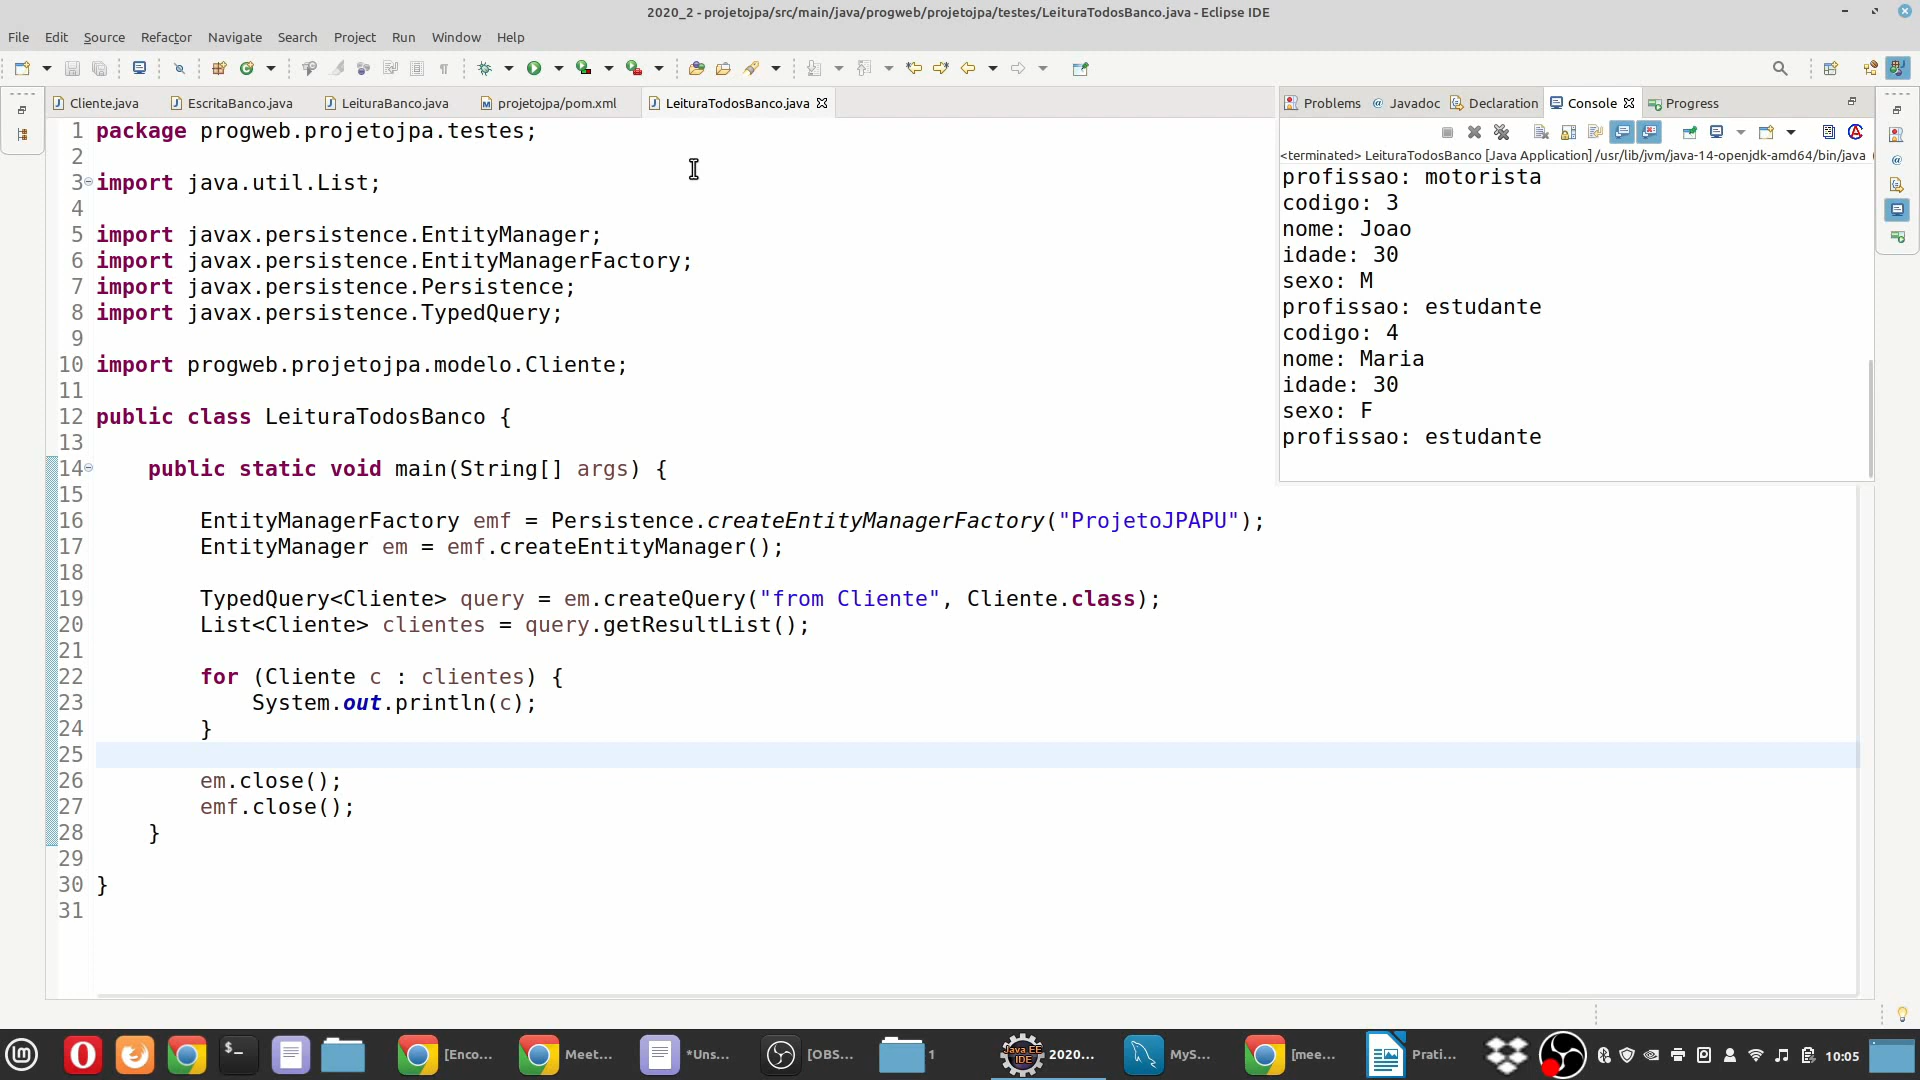 2020_2 - projetojpa/src/main/java/progweb/projetojpa/testes/LeituraTodosBanco.java - Eclipse IDE
File Edit Source Refactor Navigate Search Project Run Window Help
Cliente.java EscritaBanco.java LeituraBanco.java projetojpa/pom.xml LeituraTodosBanco.java
1 package progweb.projetojpa.testes;
2
3 import java.util.List;
4
5 import javax.persistence.EntityManager;
6 import javax.persistence.EntityManagerFactory;
7 import javax.persistence.Persistence;
8 import javax.persistence.TypedQuery;
9
10 import progweb.projetojpa.modelo.Cliente;
11
12 public class LeituraTodosBanco {
13
14 public static void main(String[] args) {
15
16 EntityManagerFactory emf = Persistence.createEntityManagerFactory("ProjetoJPAPU");
17 EntityManager em = emf.createEntityManager();
18
19 TypedQuery<Cliente> query = em.createQuery("from Cliente", Cliente.class);
20 List<Cliente> clientes = query.getResultList();
21
22 for (Cliente c : clientes) {
23 System.out.println(c);
24 }
25
26 em.close();
27 emf.close();
28 }
29
30 }
31
Problems Javadoc Declaration Console Progress
<terminated> LeituraTodosBanco [Java Application] /usr/lib/jvm/java-14-openjdk-amd64/bin/java
profissao: motorista
codigo: 3
nome: Joao
idade: 30
sexo: M
profissao: estudante
codigo: 4
nome: Maria
idade: 30
sexo: F
profissao: estudante
[Enco... Meet... *Uns... [OBS... 1 2020... MyS... [mee... Prati... 10:05